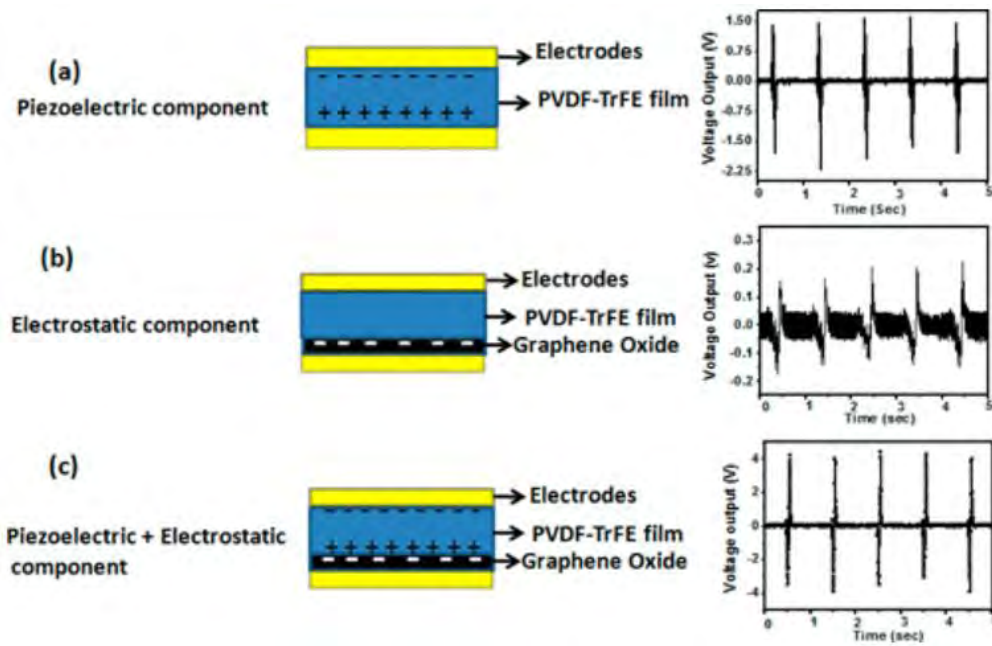 (a)
Piezoelectric component
Electrodes
PVDF-TrFE film
- - - - - - - - -
+ + + + + + + +
Voltage Output (V)
1.50
0.75
0.00
-0.75
-1.50
-2.25
0 1 2 3 4 5
Time (Sec)
(b)
Electrostatic component
Electrodes
PVDF-TrFE film
Graphene Oxide
Voltage Output (v)
0.3
0.2
0.1
0.0
-0.1
-0.2
0 1 2 3 4 5
Time (sec)
(c)
Piezoelectric + Electrostatic
component
Electrodes
PVDF-TrFE film
Graphene Oxide
+ + + + + + + +
Voltage output (V)
4
2
0
-2
-4
0 1 2 3 4 5
Time (sec)